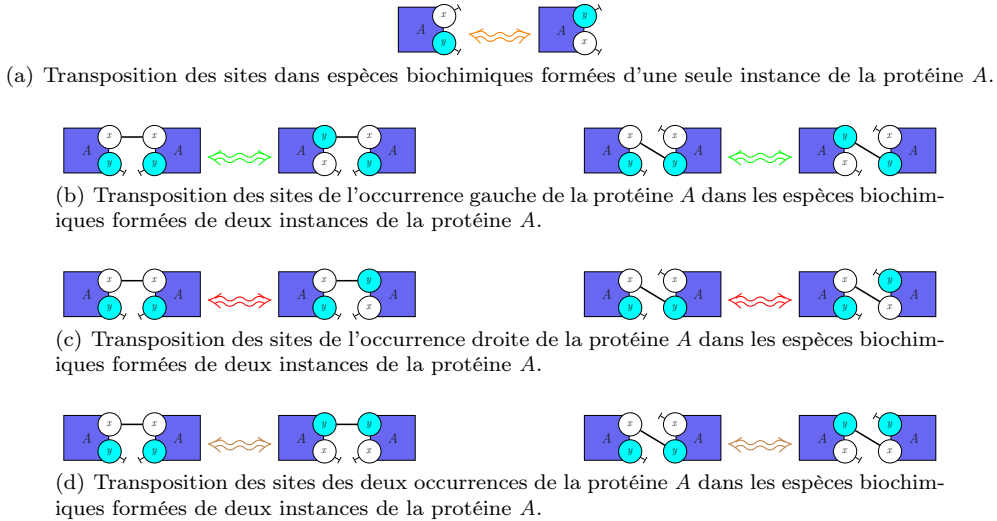 A x y A y x
(a) Transposition des sites dans espèces biochimiques formées d'une seule instance de la protéine A.
A x y x y A A y x x y A A x y x y A A y x x y A
(b) Transposition des sites de l'occurrence gauche de la protéine A dans les espèces biochim-
iques formées de deux instances de la protéine A.
A x y x y A A x y y x A A x y x y A A x y y x A
(c) Transposition des sites de l'occurrence droite de la protéine A dans les espèces biochim-
iques formées de deux instances de la protéine A.
A x y x y A A y x y x A A x y x y A A y x y x A
(d) Transposition des sites des deux occurrences de la protéine A dans les espèces biochim-
iques formées de deux instances de la protéine A.